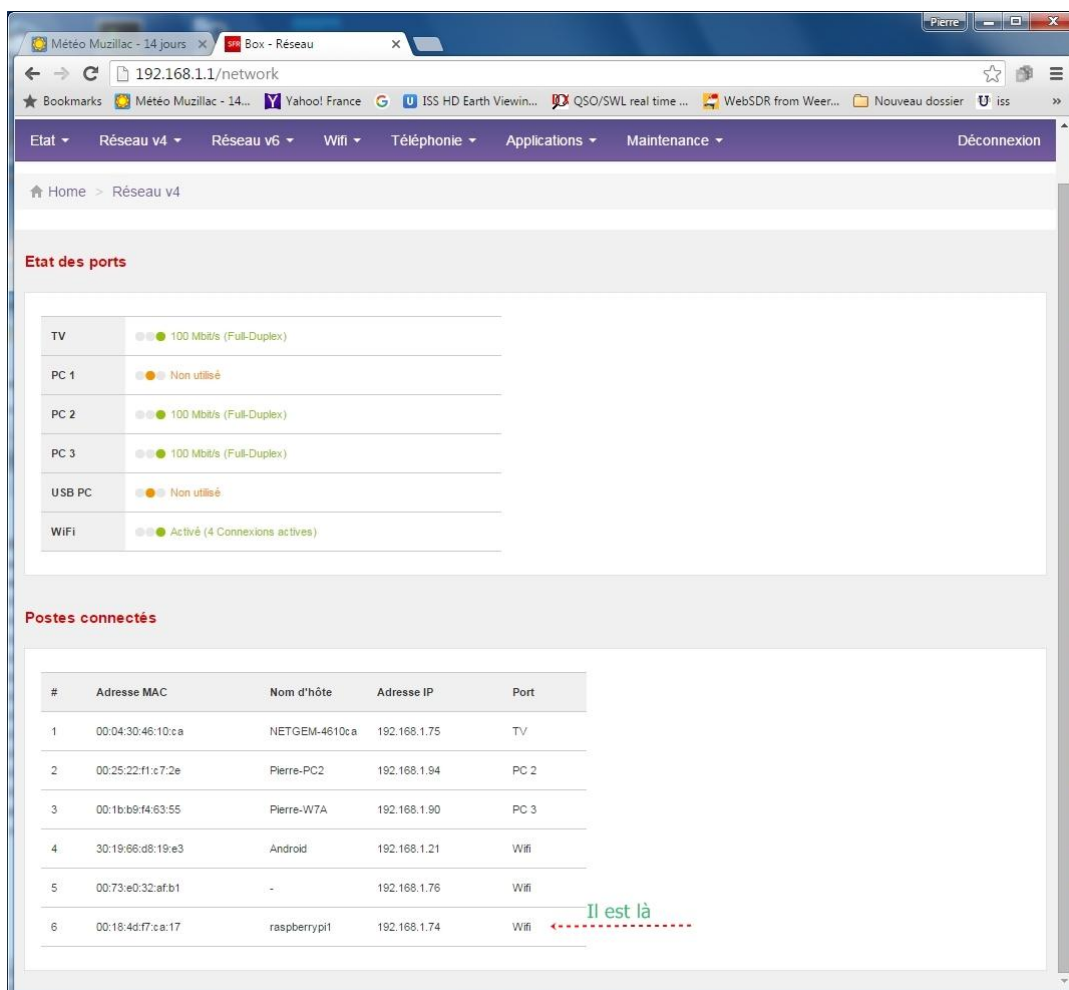 Pierre
Météo Muzillac - 14 jours
SFR Box - Réseau
192.168.1.1/network
Bookmarks Météo Muzillac - 14... Yahoo! France ISS HD Earth Viewin... QSO/SWL real time ... WebSDR from Weer... Nouveau dossier iss »
Etat Réseau v4 Réseau v6 Wifi Téléphonie Applications Maintenance Déconnexion
Home > Réseau v4
Etat des ports
TV 100 Mbit/s (Full-Duplex)
PC 1 Non utilisé
PC 2 100 Mbit/s (Full-Duplex)
PC 3 100 Mbit/s (Full-Duplex)
USB PC Non utilisé
WiFi Activé (4 Connexions actives)
Postes connectés
# Adresse MAC Nom d'hôte Adresse IP Port
1 00:04:30:46:10:ca NETGEM-4610ca 192.168.1.75 TV
2 00:25:22:f1:c7:2e Pierre-PC2 192.168.1.94 PC 2
3 00:1b:b9:f4:63:55 Pierre-W7A 192.168.1.90 PC 3
4 30:19:66:d8:19:e3 Android 192.168.1.21 Wifi
5 00:73:e0:32:af:b1 - 192.168.1.76 Wifi
Il est là
6 00:18:4d:f7:ca:17 raspberrypi1 192.168.1.74 Wifi